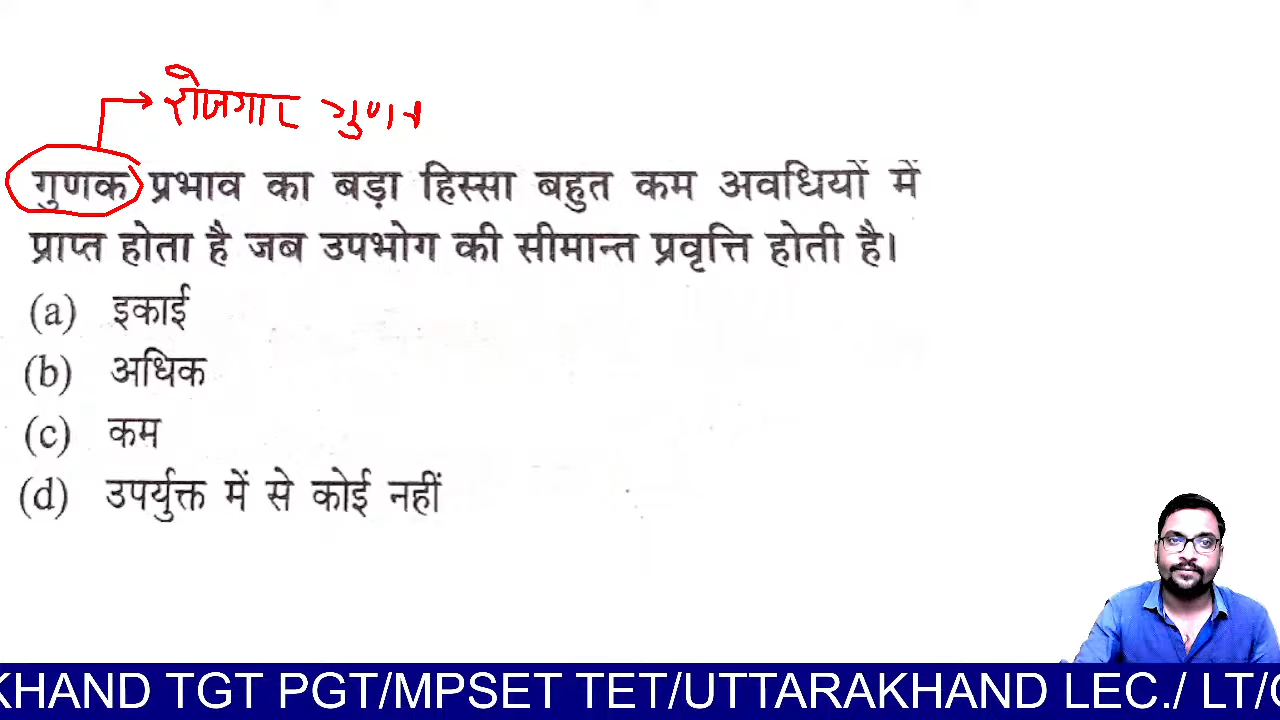 रोजगार गुणक
गुणक प्रभाव का बड़ा हिस्सा बहुत कम अवधियों में
प्राप्त होता है जब उपभोग की सीमान्त प्रवृत्ति होती है।
(a) इकाई
(b) अधिक
(c) कम
(d) उपर्युक्त में से कोई नहीं
KHAND TGT PGT/MPSET TET/UTTARAKHAND LEC./ LT/